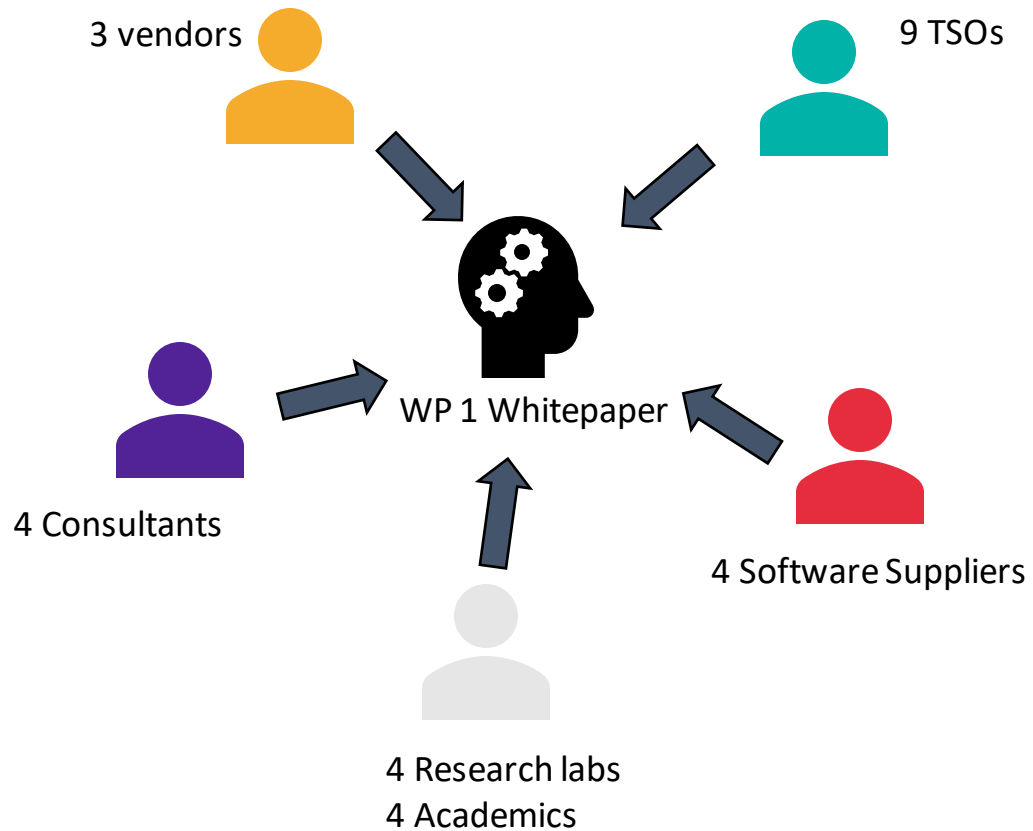 3 vendors
9 TSOs
WP 1 Whitepaper
4 Consultants
4 Software Suppliers
4 Research labs
4 Academics